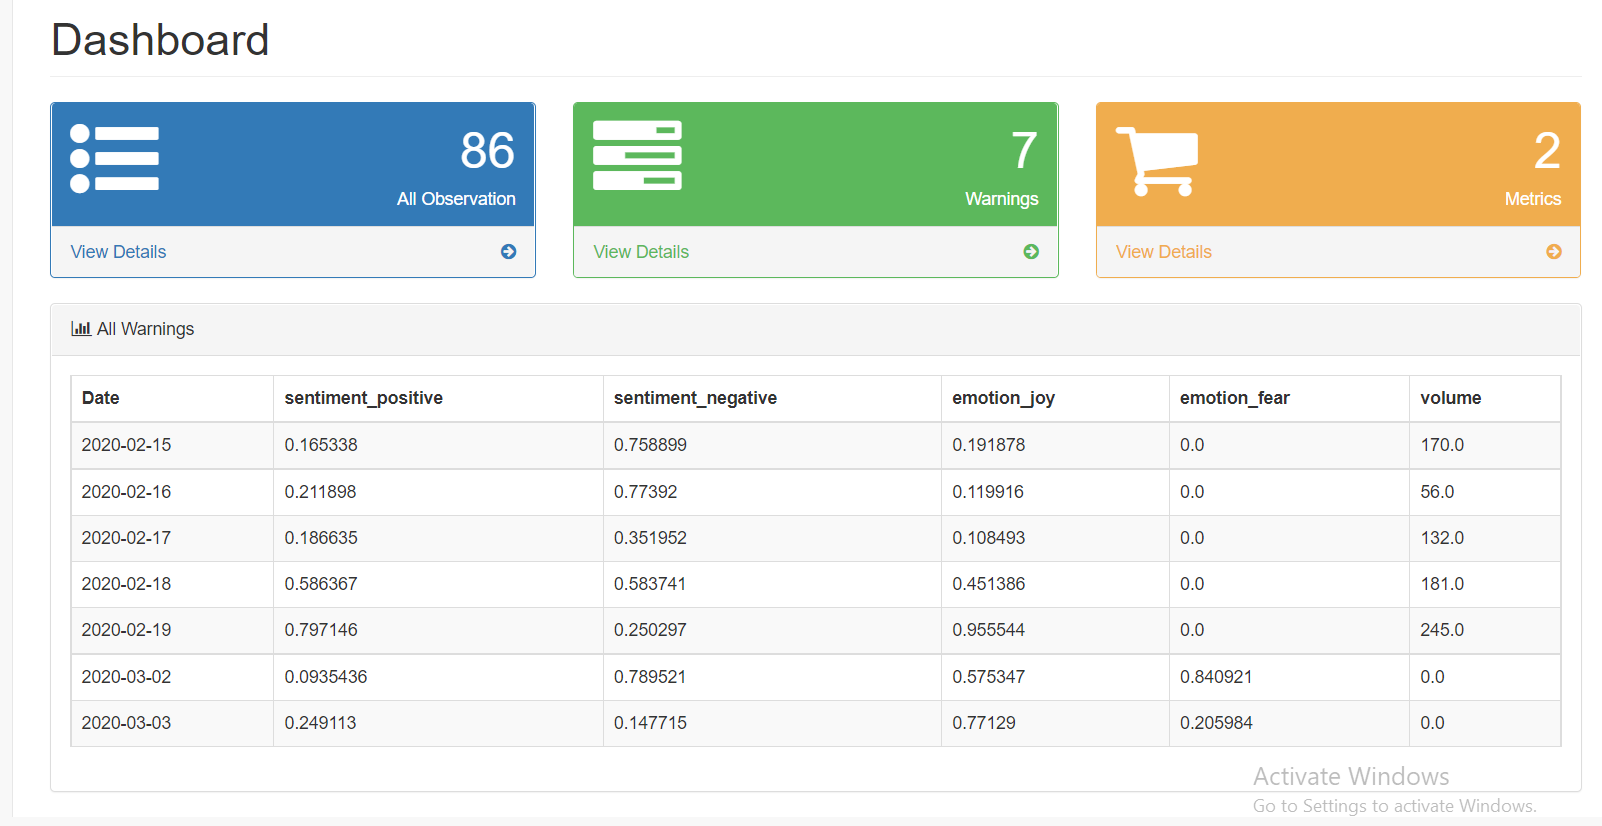 Dashboard
86
All Observation
View Details
7
Warnings
View Details
2
Metrics
View Details
All Warnings
Date sentiment_positive sentiment_negative emotion_joy emotion_fear volume
2020-02-15 0.165338 0.758899 0.191878 0.0 170.0
2020-02-16 0.211898 0.77392 0.119916 0.0 56.0
2020-02-17 0.186635 0.351952 0.108493 0.0 132.0
2020-02-18 0.586367 0.583741 0.451386 0.0 181.0
2020-02-19 0.797146 0.250297 0.955544 0.0 245.0
2020-03-02 0.0935436 0.789521 0.575347 0.840921 0.0
2020-03-03 0.249113 0.147715 0.77129 0.205984 0.0
Activate Windows
Go to Settings to activate Windows.